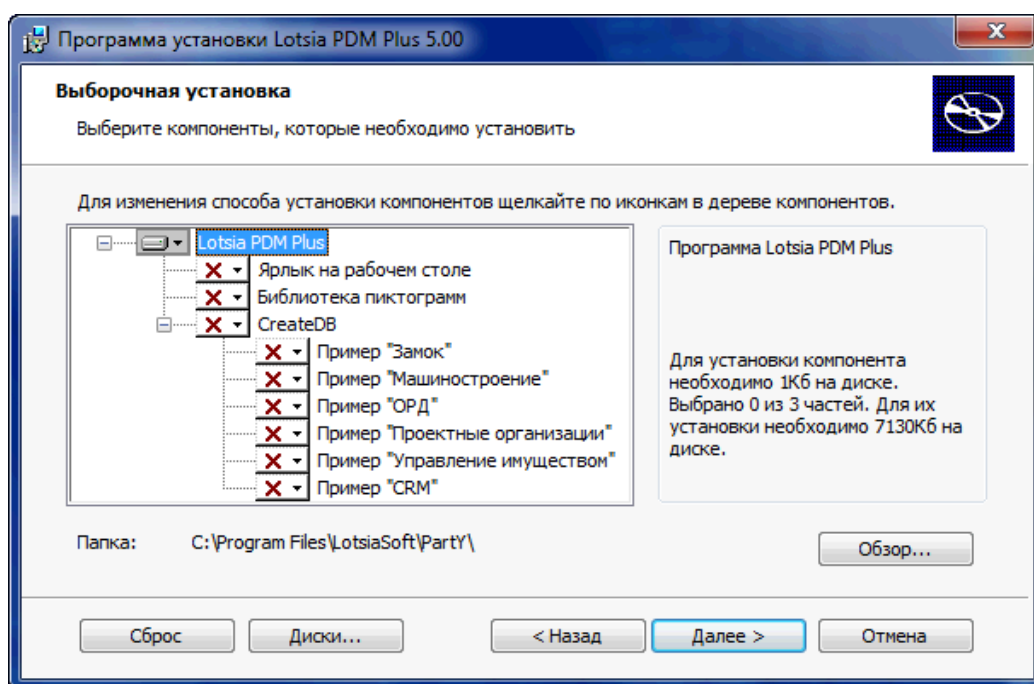 Программа установки Lotsia PDM Plus 5.00
Выборочная установка
Выберите компоненты, которые необходимо установить
Для изменения способа установки компонентов щелкайте по иконкам в дереве компонентов.
Lotsia PDM Plus
Ярлык на рабочем столе
Библиотека пиктограмм
CreateDB
Пример "Замок"
Пример "Машиностроение"
Пример "ОРД"
Пример "Проектные организации"
Пример "Управление имуществом"
Пример "CRM"
Программа Lotsia PDM Plus
Для установки компонента
необходимо 1Кб на диске.
Выбрано 0 из 3 частей. Для их
установки необходимо 7130Кб на
диске.
Папка: C:\Program Files\LotsiaSoft\PartY\
Обзор...
Сброс
Диски...
< Назад
Далее >
Отмена